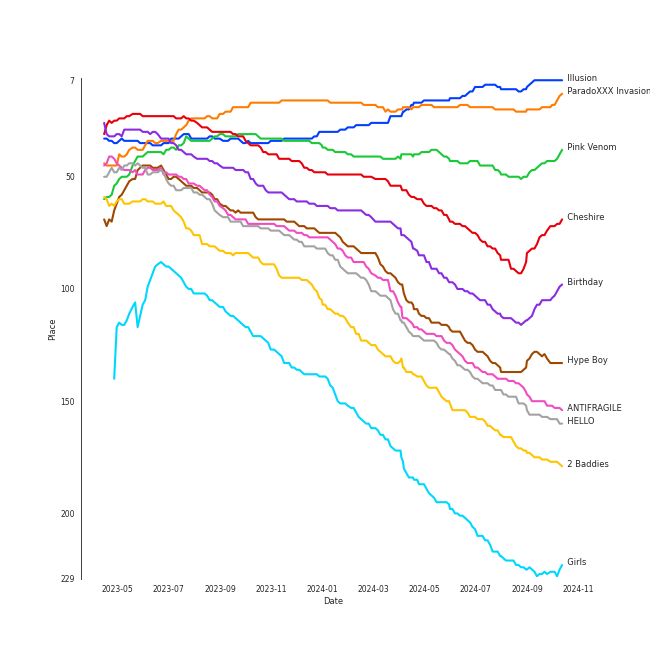 7
50
100
150
200
229
Place
2023-05
2023-07
2023-09
2023-11
2024-01
2024-03
2024-05
2024-07
2024-09
2024-11
Date
Illusion
ParadoXXX Invasion
Pink Venom
Cheshire
Birthday
Hype Boy
ANTIFRAGILE
HELLO
2 Baddies
Girls